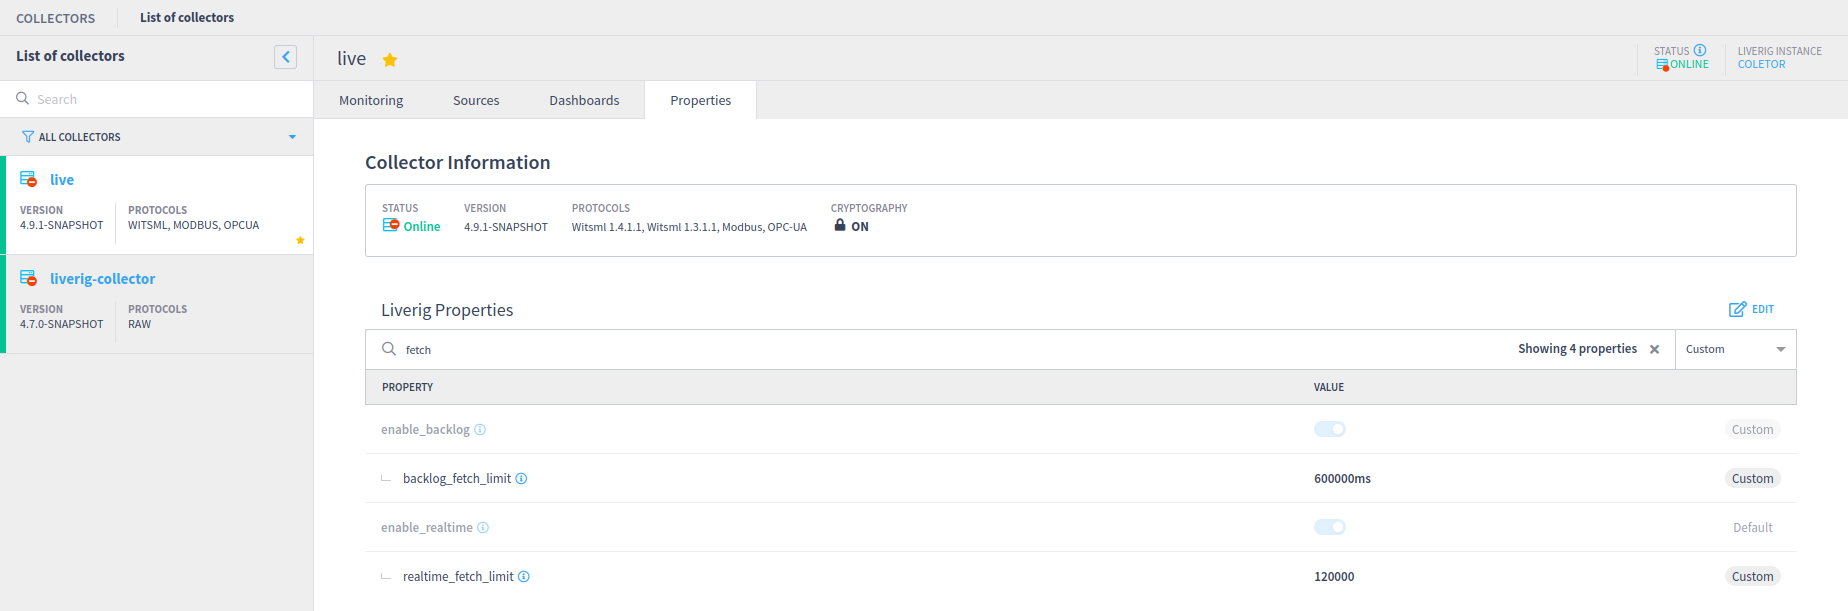 COLLECTORS List of collectors
List of collectors
Search
ALL COLLECTORS
live
VERSION PROTOCOLS
4.9.1-SNAPSHOT WITSML, MODBUS, OPCUA
liverig-collector
VERSION PROTOCOLS
4.7.0-SNAPSHOT RAW
live
STATUS LIVERIG INSTANCE
ONLINE COLETOR
Monitoring Sources Dashboards Properties
Collector Information
STATUS VERSION PROTOCOLS CRYPTOGRAPHY
Online 4.9.1-SNAPSHOT Witsml 1.4.1.1, Witsml 1.3.1.1, Modbus, OPC-UA ON
Liverig Properties EDIT
fetch Showing 4 properties Custom
PROPERTY VALUE
enable_backlog Custom
backlog_fetch_limit 600000ms Custom
enable_realtime Default
realtime_fetch_limit 120000 Custom